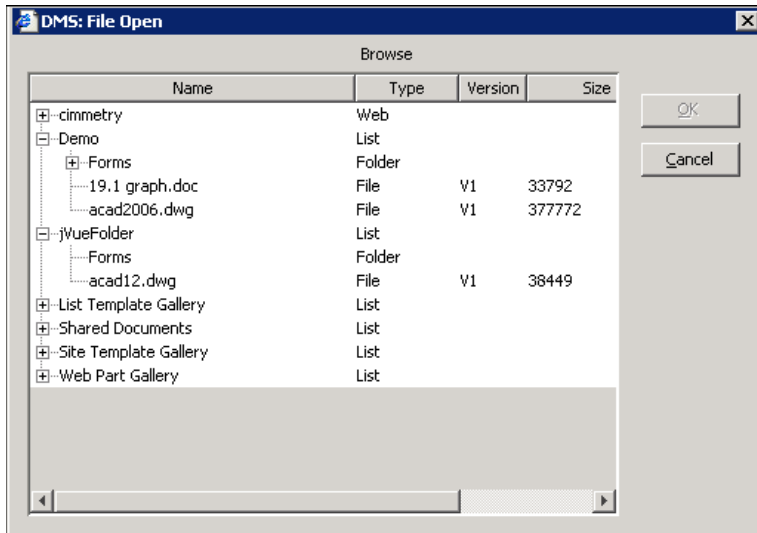 DMS: File Open
Browse
Name Type Version Size
cimmetry Web
Demo List
Forms Folder
19.1 graph.doc File V1 33792
acad2006.dwg File V1 377772
jVueFolder List
Forms Folder
acad12.dwg File V1 38449
List Template Gallery List
Shared Documents List
Site Template Gallery List
Web Part Gallery List
OK
Cancel